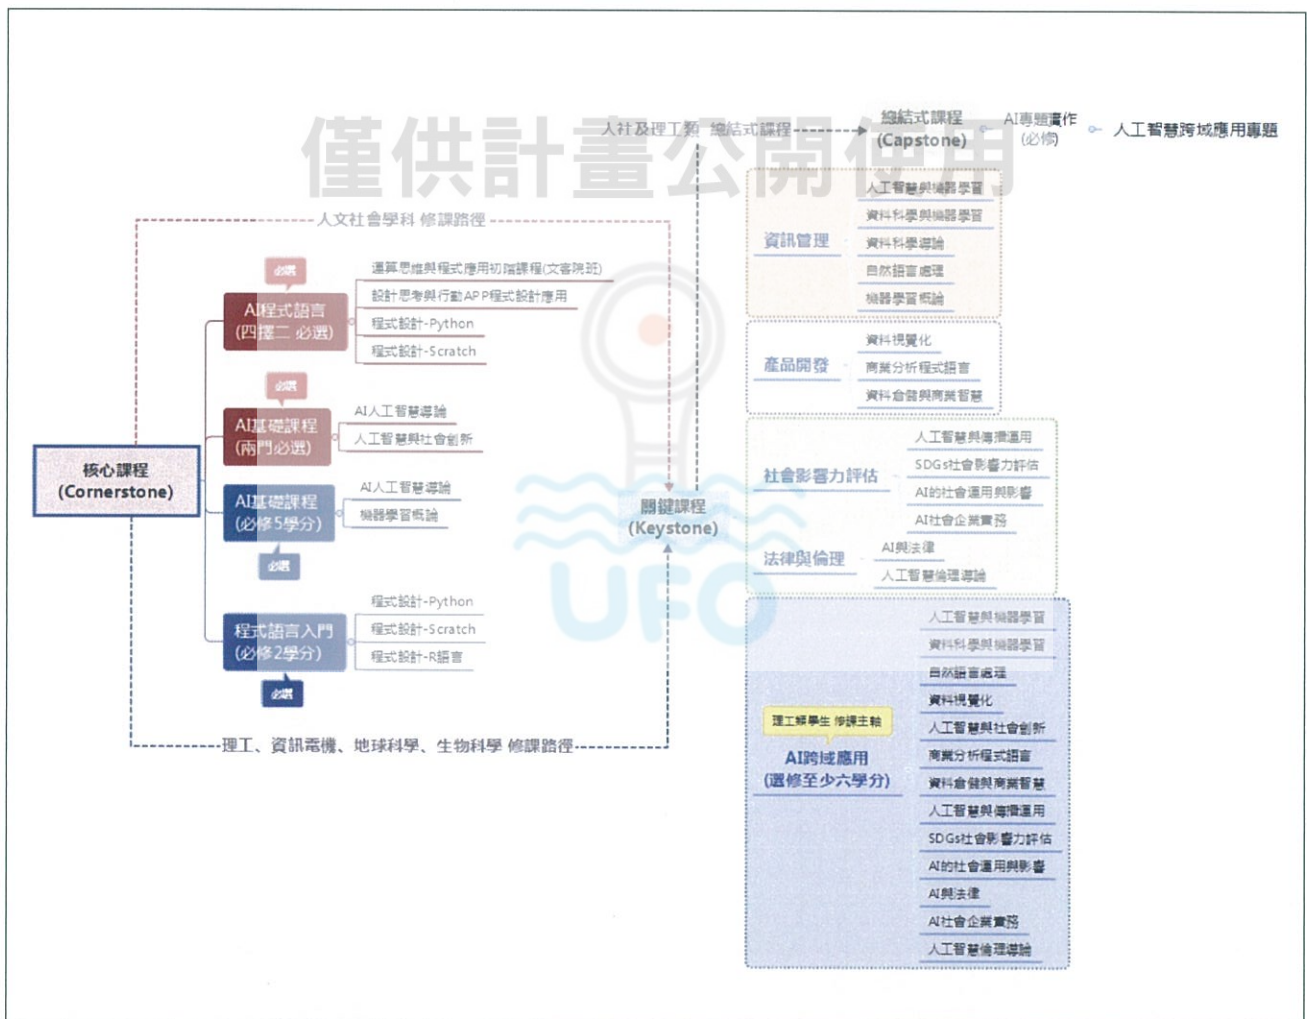 僅供計畫公開使用
人社及理工類 總結式課程
總結式課程
(Capstone)
AI專題實作
(必修)
人工智慧跨域應用專題
人文社會學科 修課路徑
必選
AI程式語言
(四擇二 必選)
運算思維與程式應用初階課程(文客院班)
設計思考與行動APP程式設計應用
程式設計-Python
程式設計-Scratch
必選
AI基礎課程
(兩門必選)
AI人工智慧導論
人工智慧與社會創新
核心課程
(Cornerstone)
AI基礎課程
(必修5學分)
AI人工智慧導論
機器學習概論
必選
程式語言入門
(必修2學分)
程式設計-Python
程式設計-Scratch
程式設計-R語言
必選
理工、資訊電機、地球科學、生物科學 修課路徑
關鍵課程
(Keystone)
UFO
資訊管理
人工智慧與機器學習
資料科學與機器學習
資料科學導論
自然語言處理
機器學習概論
產品開發
資料視覺化
商業分析程式語言
資料倉儲與商業智慧
社會影響力評估
人工智慧與傳播運用
SDGs社會影響力評估
AI的社會運用與影響
AI社會企業實務
法律與倫理
AI與法律
人工智慧倫理導論
理工類學生 修課主軸
AI跨域應用
(選修至少六學分)
人工智慧與機器學習
資料科學與機器學習
自然語言處理
資料視覺化
人工智慧與社會創新
商業分析程式語言
資料倉儲與商業智慧
人工智慧與傳播運用
SDGs社會影響力評估
AI的社會運用與影響
AI與法律
AI社會企業實務
人工智慧倫理導論